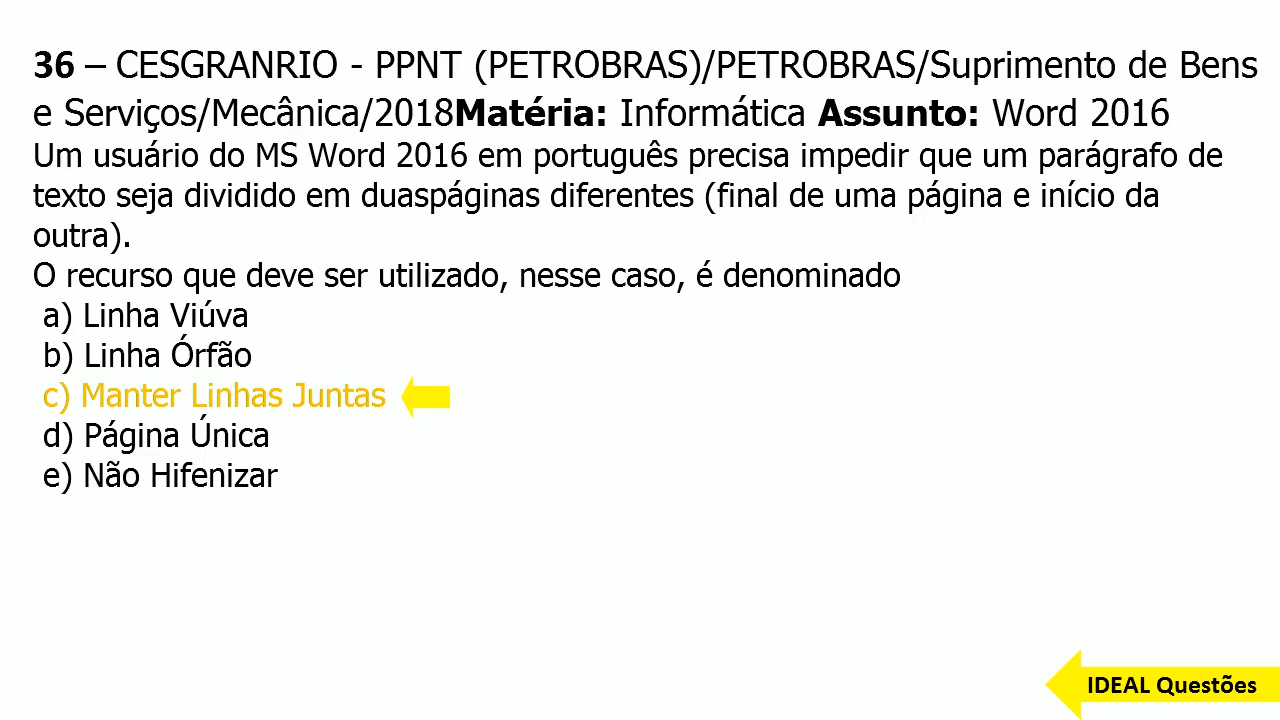 36 – CESGRANRIO - PPNT (PETROBRAS)/PETROBRAS/Suprimento de Bens
e Serviços/Mecânica/2018Matéria: Informática Assunto: Word 2016
Um usuário do MS Word 2016 em português precisa impedir que um parágrafo de
texto seja dividido em duaspáginas diferentes (final de uma página e início da
outra).
O recurso que deve ser utilizado, nesse caso, é denominado
a) Linha Viúva
b) Linha Órfão
c) Manter Linhas Juntas
d) Página Única
e) Não Hifenizar
IDEAL Questões